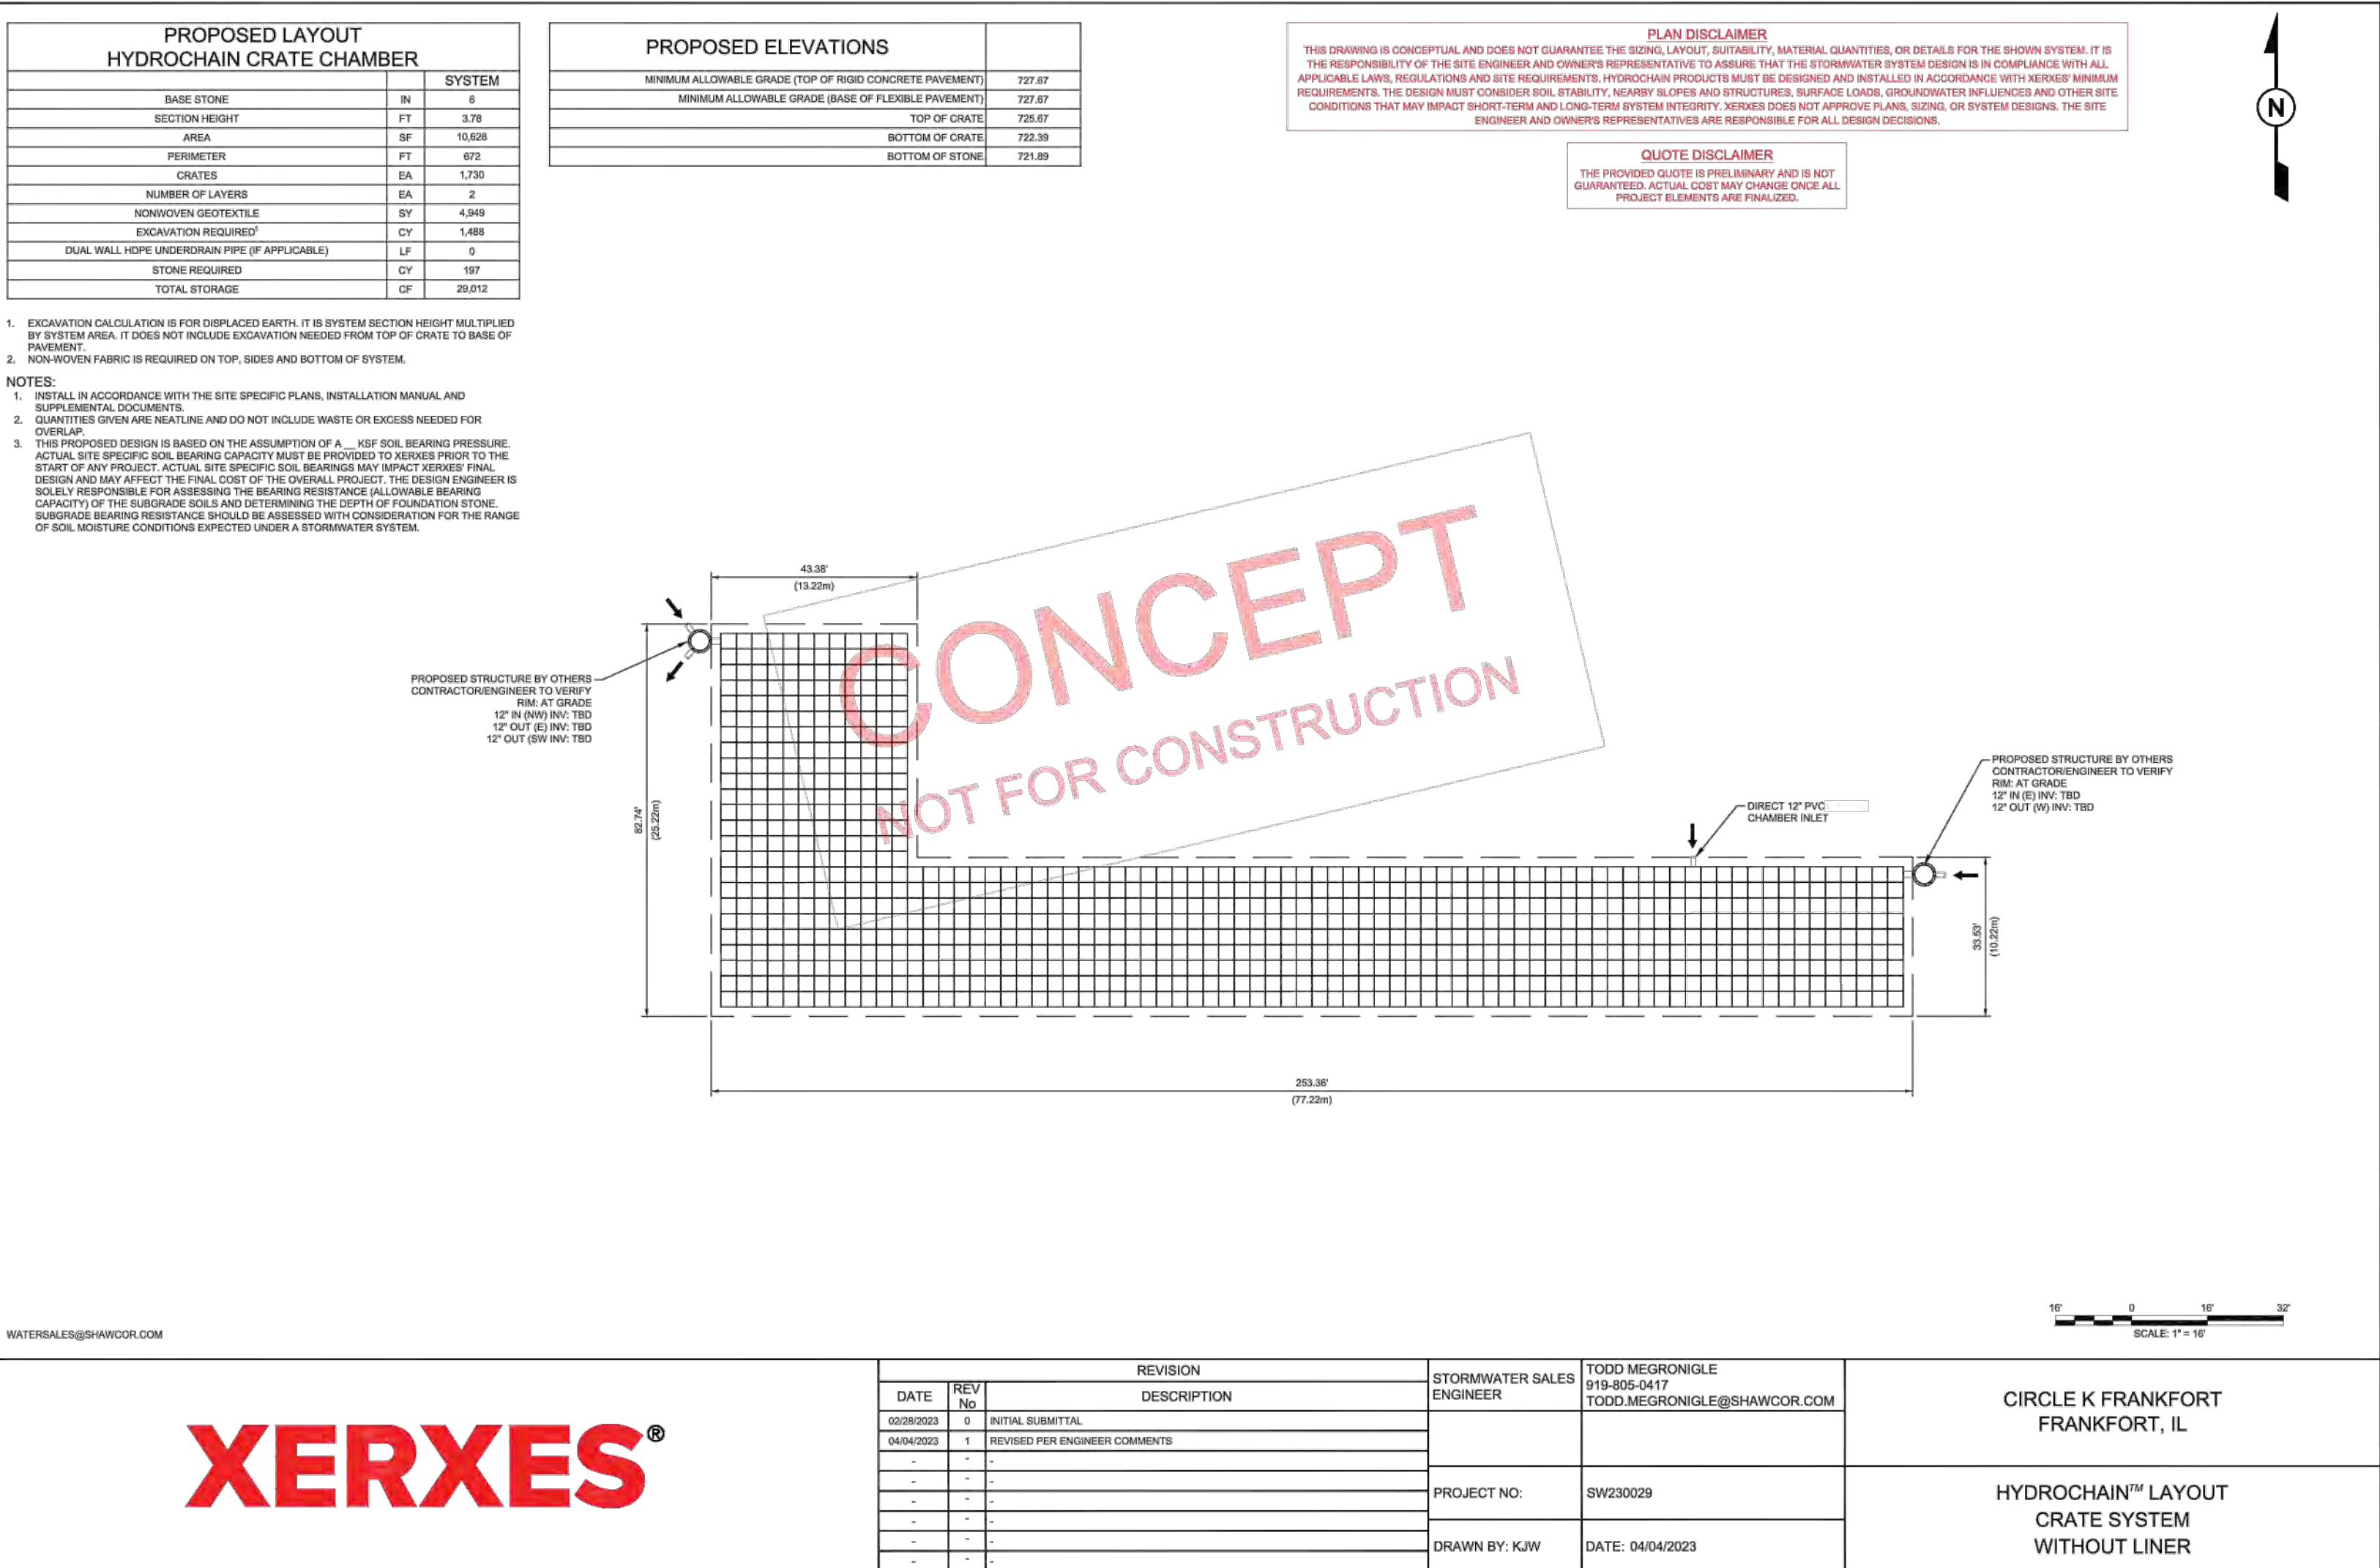 PROPOSED LAYOUT
HYDROCHAIN CRATE CHAMBER
SYSTEM
BASE STONE IN 6
SECTION HEIGHT FT 3.78
AREA SF 10,628
PERIMETER FT 672
CRATES EA 1,730
NUMBER OF LAYERS EA 2
NONWOVEN GEOTEXTILE SY 4,949
EXCAVATION REQUIRED¹ CY 1,488
DUAL WALL HDPE UNDERDRAIN PIPE (IF APPLICABLE) LF 0
STONE REQUIRED CY 197
TOTAL STORAGE CF 29,012
1. EXCAVATION CALCULATION IS FOR DISPLACED EARTH. IT IS SYSTEM SECTION HEIGHT MULTIPLIED
BY SYSTEM AREA. IT DOES NOT INCLUDE EXCAVATION NEEDED FROM TOP OF CRATE TO BASE OF
PAVEMENT.
2. NON-WOVEN FABRIC IS REQUIRED ON TOP, SIDES AND BOTTOM OF SYSTEM.
NOTES:
1. INSTALL IN ACCORDANCE WITH THE SITE SPECIFIC PLANS, INSTALLATION MANUAL AND
SUPPLEMENTAL DOCUMENTS.
2. QUANTITIES GIVEN ARE NEATLINE AND DO NOT INCLUDE WASTE OR EXCESS NEEDED FOR
OVERLAP.
3. THIS PROPOSED DESIGN IS BASED ON THE ASSUMPTION OF A __ KSF SOIL BEARING PRESSURE.
ACTUAL SITE SPECIFIC SOIL BEARING CAPACITY MUST BE PROVIDED TO XERXES PRIOR TO THE
START OF ANY PROJECT. ACTUAL SITE SPECIFIC SOIL BEARINGS MAY IMPACT XERXES' FINAL
DESIGN AND MAY AFFECT THE FINAL COST OF THE OVERALL PROJECT. THE DESIGN ENGINEER IS
SOLELY RESPONSIBLE FOR ASSESSING THE BEARING RESISTANCE (ALLOWABLE BEARING
CAPACITY) OF THE SUBGRADE SOILS AND DETERMINING THE DEPTH OF FOUNDATION STONE.
SUBGRADE BEARING RESISTANCE SHOULD BE ASSESSED WITH CONSIDERATION FOR THE RANGE
OF SOIL MOISTURE CONDITIONS EXPECTED UNDER A STORMWATER SYSTEM.
PROPOSED ELEVATIONS
MINIMUM ALLOWABLE GRADE (TOP OF RIGID CONCRETE PAVEMENT) 727.67
MINIMUM ALLOWABLE GRADE (BASE OF FLEXIBLE PAVEMENT) 727.67
TOP OF CRATE 725.67
BOTTOM OF CRATE 722.39
BOTTOM OF STONE 721.89
PLAN DISCLAIMER
THIS DRAWING IS CONCEPTUAL AND DOES NOT GUARANTEE THE SIZING, LAYOUT, SUITABILITY, MATERIAL QUANTITIES, OR DETAILS FOR THE SHOWN SYSTEM. IT IS
THE RESPONSIBILITY OF THE SITE ENGINEER AND OWNER'S REPRESENTATIVE TO ASSURE THAT THE STORMWATER SYSTEM DESIGN IS IN COMPLIANCE WITH ALL
APPLICABLE LAWS, REGULATIONS AND SITE REQUIREMENTS. HYDROCHAIN PRODUCTS MUST BE DESIGNED AND INSTALLED IN ACCORDANCE WITH XERXES' MINIMUM
REQUIREMENTS. THE DESIGN MUST CONSIDER SOIL STABILITY, NEARBY SLOPES AND STRUCTURES, SURFACE LOADS, GROUNDWATER INFLUENCES AND OTHER SITE
CONDITIONS THAT MAY IMPACT SHORT-TERM AND LONG-TERM SYSTEM INTEGRITY. XERXES DOES NOT APPROVE PLANS, SIZING, OR SYSTEM DESIGNS. THE SITE
ENGINEER AND OWNER'S REPRESENTATIVES ARE RESPONSIBLE FOR ALL DESIGN DECISIONS.
QUOTE DISCLAIMER
THE PROVIDED QUOTE IS PRELIMINARY AND IS NOT
GUARANTEED. ACTUAL COST MAY CHANGE ONCE ALL
PROJECT ELEMENTS ARE FINALIZED.
N
43.38'
(13.22m)
82.74'
(25.22m)
PROPOSED STRUCTURE BY OTHERS
CONTRACTOR/ENGINEER TO VERIFY
RIM: AT GRADE
12" IN (NW) INV: TBD
12" OUT (E) INV: TBD
12" OUT (SW INV: TBD
CONCEPT
NOT FOR CONSTRUCTION
DIRECT 12" PVC
CHAMBER INLET
PROPOSED STRUCTURE BY OTHERS
CONTRACTOR/ENGINEER TO VERIFY
RIM: AT GRADE
12" IN (E) INV: TBD
12" OUT (W) INV: TBD
33.53'
(10.22m)
253.36'
(77.22m)
16' 0 16' 32'
SCALE: 1" = 16'
WATERSALES@SHAWCOR.COM
XERXES®
REVISION
DATE REV No DESCRIPTION
02/28/2023 0 INITIAL SUBMITTAL
04/04/2023 1 REVISED PER ENGINEER COMMENTS
- - -
- - -
- - -
- - -
- - -
- - -
STORMWATER SALES
ENGINEER
TODD MEGRONIGLE
919-805-0417
TODD.MEGRONIGLE@SHAWCOR.COM
PROJECT NO: SW230029
DRAWN BY: KJW DATE: 04/04/2023
CIRCLE K FRANKFORT
FRANKFORT, IL
HYDROCHAIN™ LAYOUT
CRATE SYSTEM
WITHOUT LINER